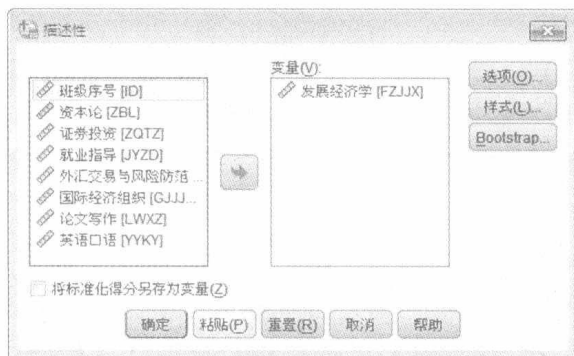 描述性
变量(V):
班级序号 [ID]
资本论 [ZBL]
证券投资 [ZQTZ]
就业指导 [JYZD]
外汇交易与风险防范 ...
国际经济组织 [GJJJ...
论文写作 [LWXZ]
英语口语 [YYKY]
发展经济学 [FZJJX]
选项(O)...
样式(L)...
Bootstrap...
将标准化得分另存为变量(Z)
确定
粘贴(P)
重置(R)
取消
帮助